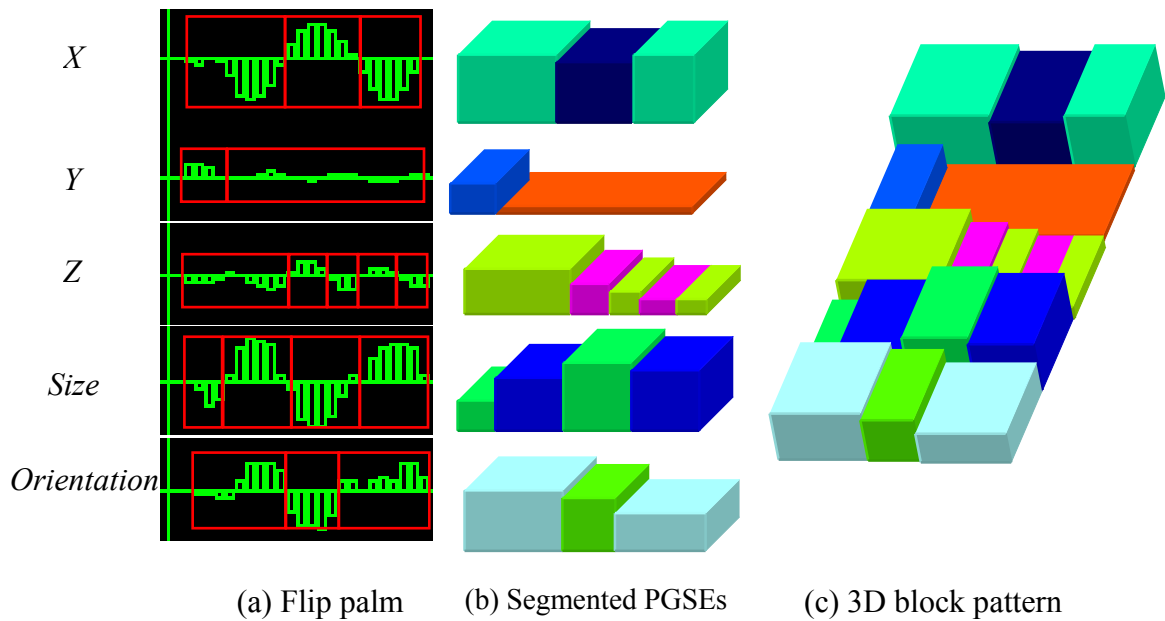 X
Y
Z
Size
Orientation
(a) Flip palm
(b) Segmented PGSEs
(c) 3D block pattern